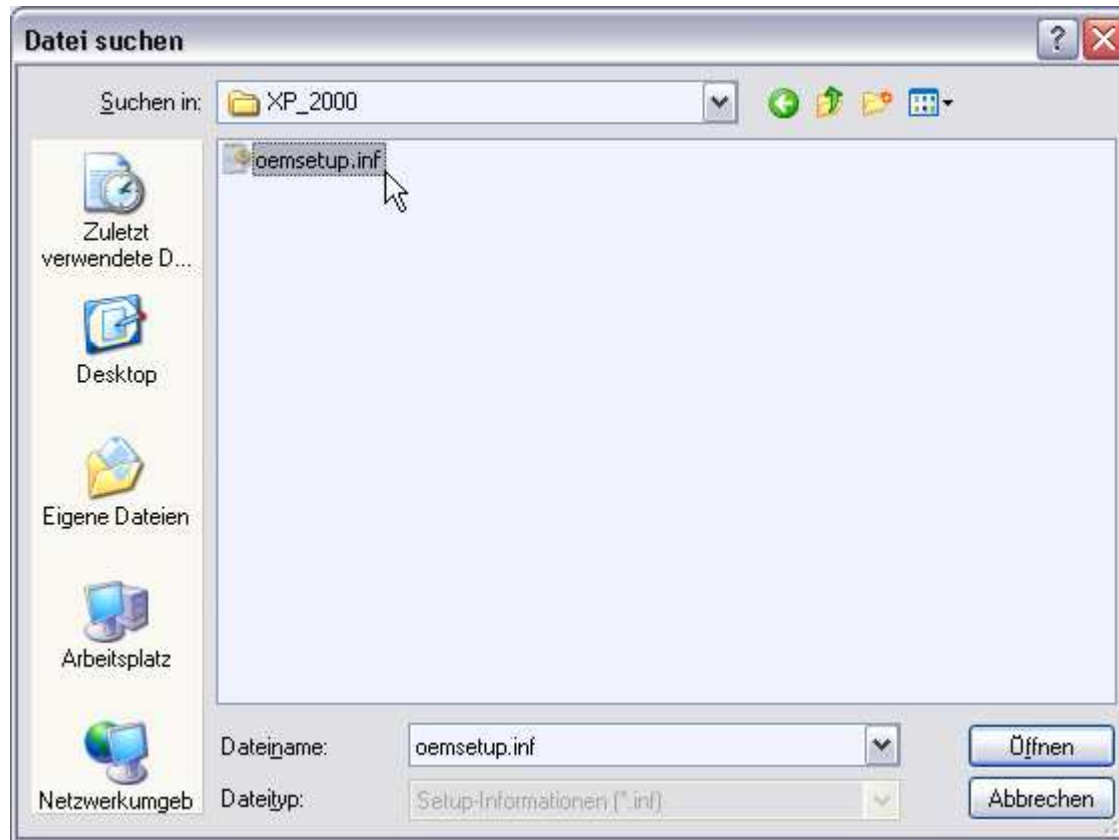 Datei suchen
Suchen in:
XP_2000
oemsetup.inf
Zuletzt
verwendete D...
Desktop
Eigene Dateien
Arbeitsplatz
Netzwerkumgeb
Dateiname:
oemsetup.inf
Öffnen
Dateityp:
Setup-Informationen (*.inf)
Abbrechen